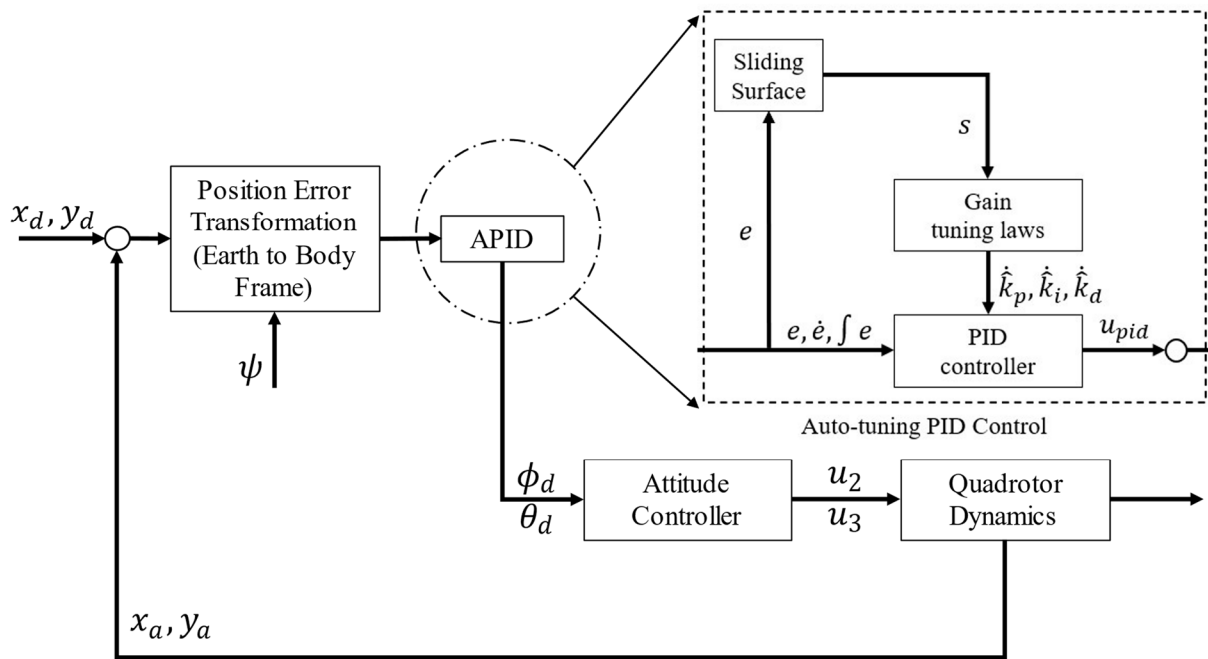 Sliding
Surface
s
Gain
tuning laws
e
k̂̇_p, k̂̇_i, k̂̇_d
e, ė, ∫ e
PID
controller
u_pid
Auto-tuning PID Control
x_d, y_d
Position Error
Transformation
(Earth to Body
Frame)
APID
ψ
ϕ_d
θ_d
Attitude
Controller
u_2
u_3
Quadrotor
Dynamics
x_a, y_a